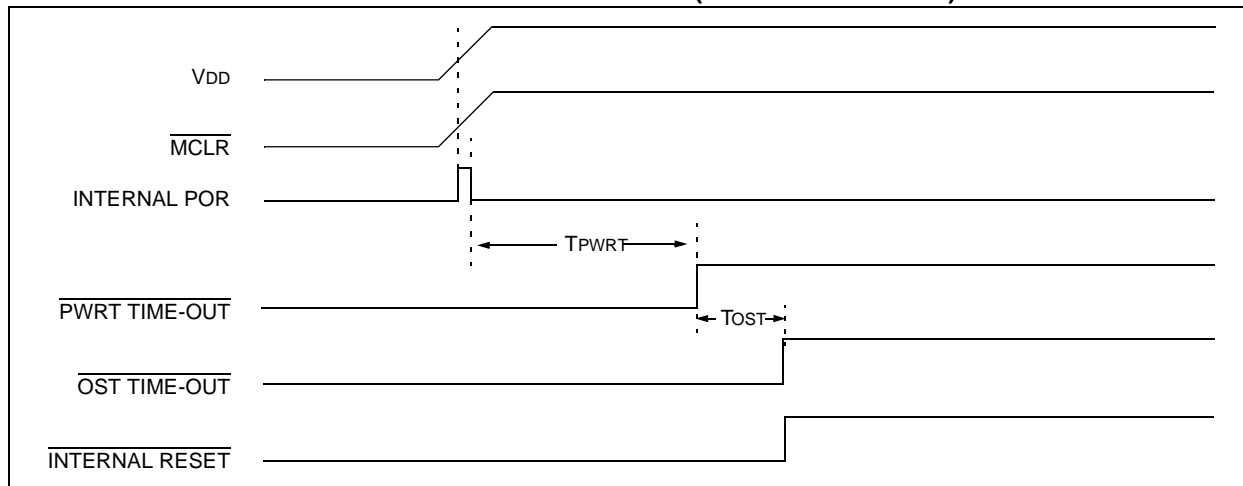 VDD
MCLR
INTERNAL POR
TPWRT
PWRT TIME-OUT
TOST
OST TIME-OUT
INTERNAL RESET